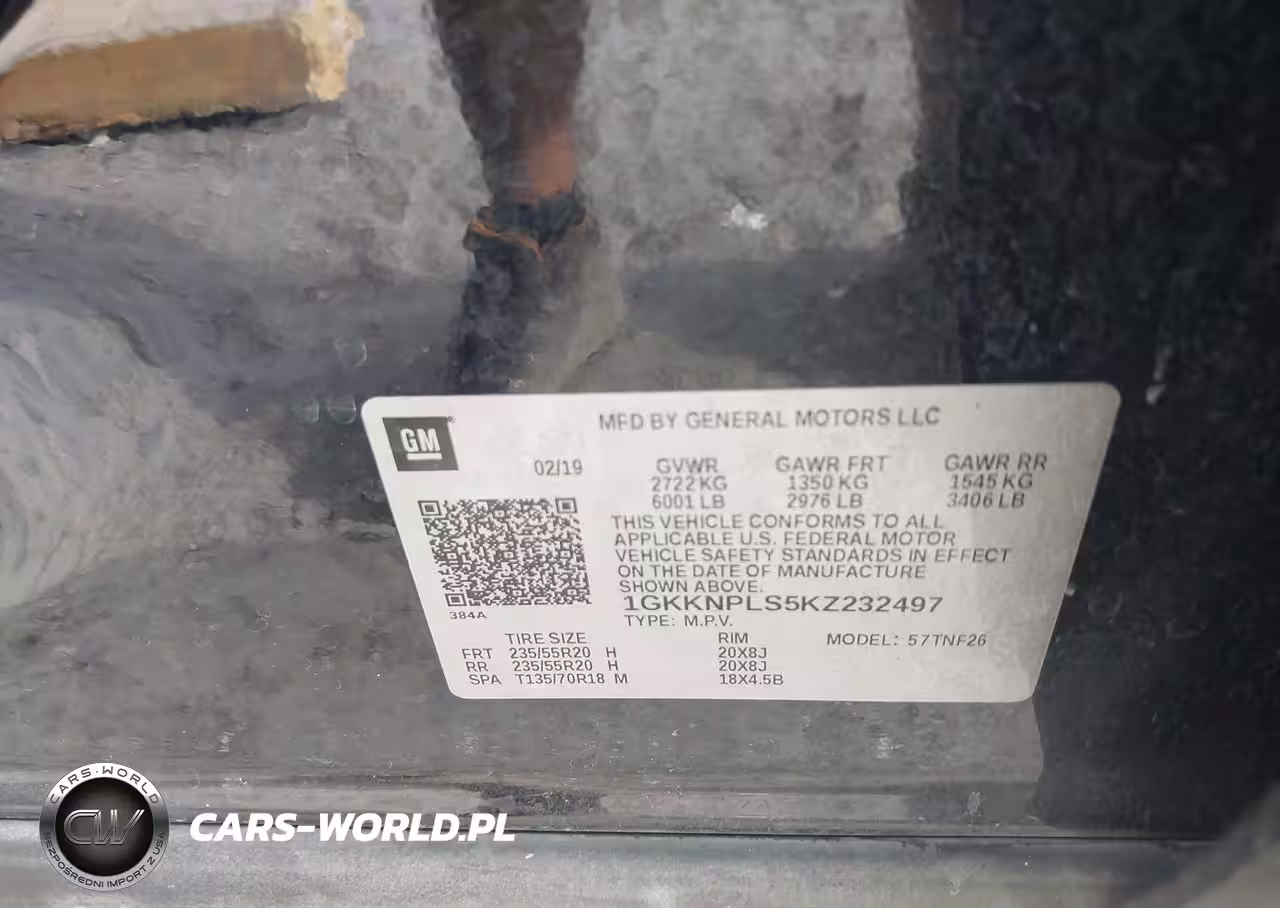 GM
MFD BY GENERAL MOTORS LLC
02/19
GVWR GAWR FRT GAWR RR
2722 KG 1350 KG 1545 KG
6001 LB 2976 LB 3406 LB
THIS VEHICLE CONFORMS TO ALL
APPLICABLE U.S. FEDERAL MOTOR
VEHICLE SAFETY STANDARDS IN EFFECT
ON THE DATE OF MANUFACTURE
SHOWN ABOVE.
1GKKNPLS5KZ232497
TYPE: M.P.V.
384A
TIRE SIZE RIM MODEL: 57TNF26
FRT 235/55R20 H 20X8J
RR 235/55R20 H 20X8J
SPA T135/70R18 M 18X4.5B
CARS-WORLD
CW
BEZPOŚREDNI IMPORT Z USA
CARS-WORLD.PL